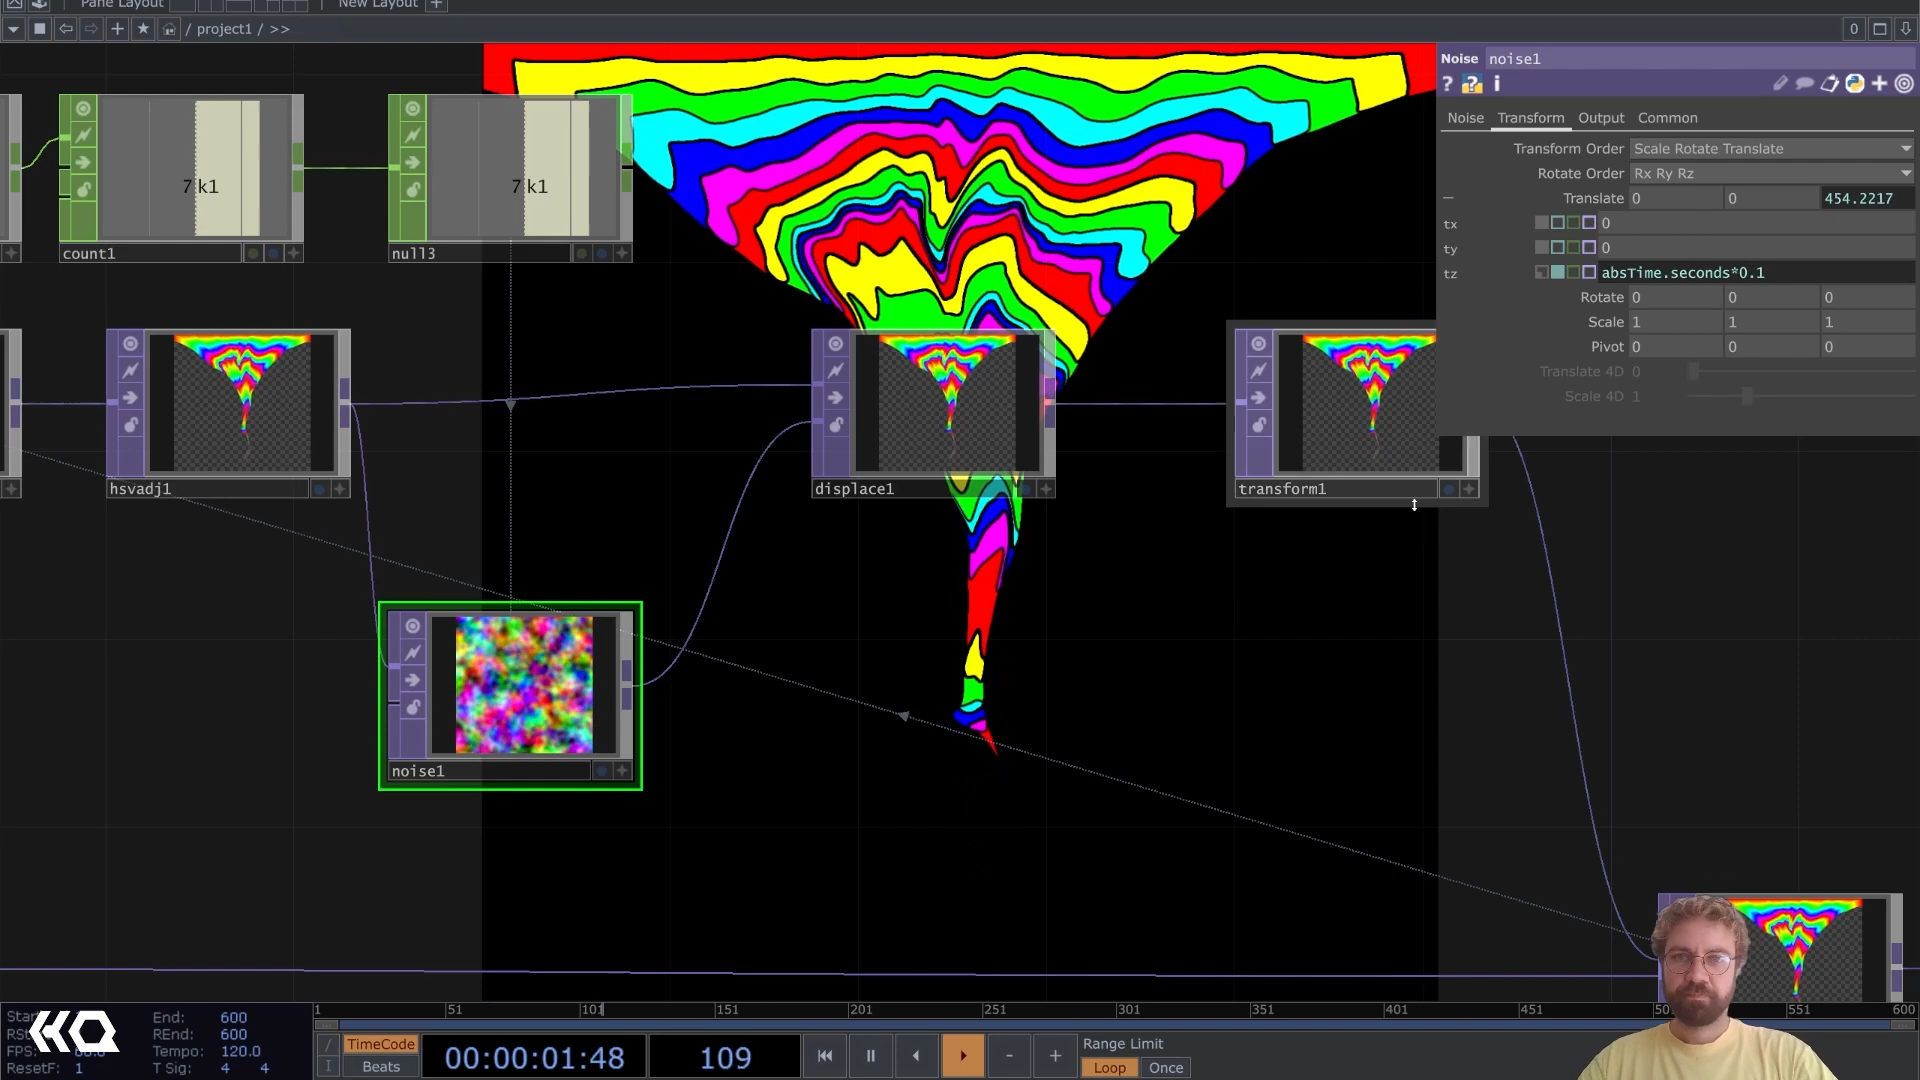 Pane Layout New Layout +
/ project1 / >> 0
Noise noise1
? ? i
Noise Transform Output Common
Transform Order Scale Rotate Translate
Rotate Order Rx Ry Rz
Translate 0 0 454.2217
tx 0
ty 0
tz absTime.seconds*0.1
Rotate 0 0 0
Scale 1 1 1
Pivot 0 0 0
Translate 4D 0
Scale 4D 1
7 k1
count1
7 k1
null3
hsvadj1
displace1
transform1
noise1
1 51 101 151 201 251 301 351 401 451 501 551 600
End: 600
REnd: 600
FPS: Tempo: 120.0
ResetF: 1 T Sig: 4 4
HQ
TimeCode
Beats
00:00:01:48
109
Range Limit
Loop Once